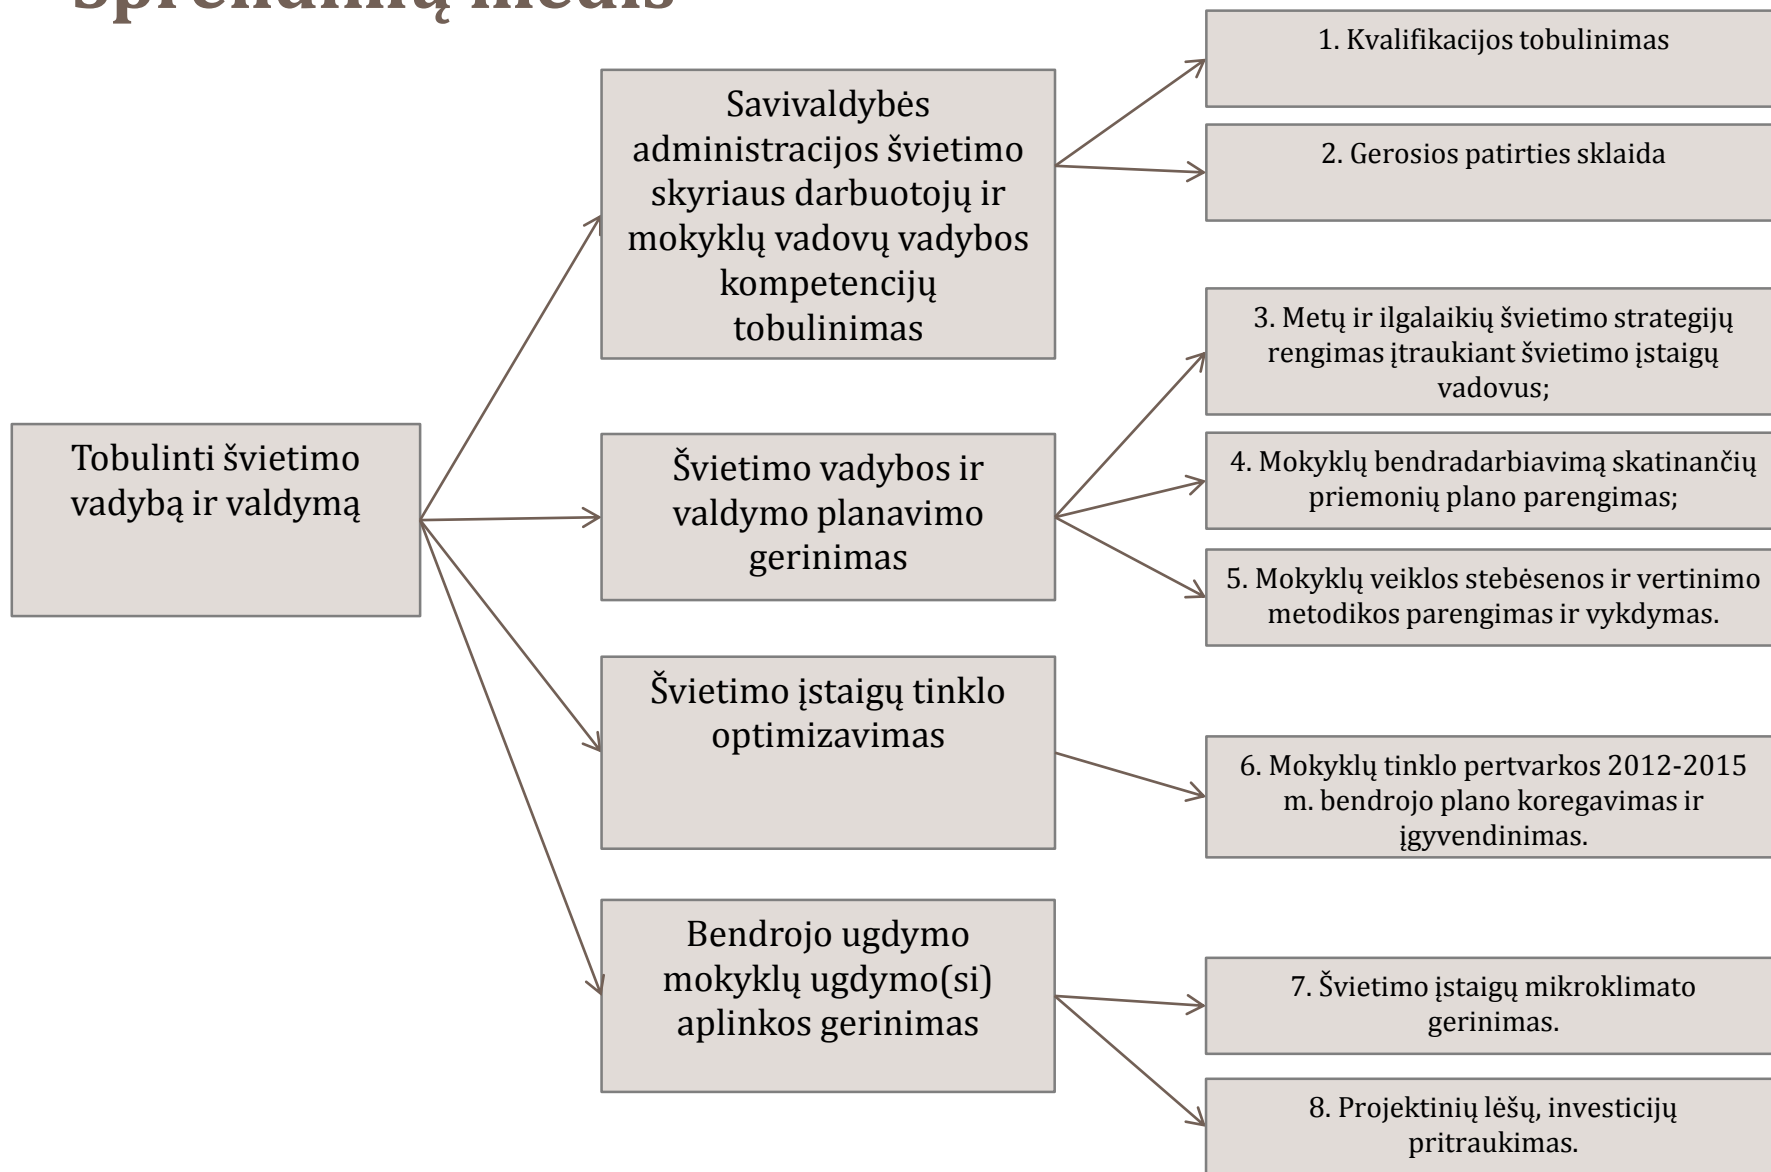 Sprendimų medis
Tobulinti švietimo
vadybą ir valdymą
Savivaldybės
administracijos švietimo
skyriaus darbuotojų ir
mokyklų vadovų vadybos
kompetencijų
tobulinimas
Švietimo vadybos ir
valdymo planavimo
gerinimas
Švietimo įstaigų tinklo
optimizavimas
Bendrojo ugdymo
mokyklų ugdymo(si)
aplinkos gerinimas
1. Kvalifikacijos tobulinimas
2. Gerosios patirties sklaida
3. Metų ir ilgalaikių švietimo strategijų
rengimas įtraukiant švietimo įstaigų
vadovus;
4. Mokyklų bendradarbiavimą skatinančių
priemonių plano parengimas;
5. Mokyklų veiklos stebėsenos ir vertinimo
metodikos parengimas ir vykdymas.
6. Mokyklų tinklo pertvarkos 2012-2015
m. bendrojo plano koregavimas ir
įgyvendinimas.
7. Švietimo įstaigų mikroklimato
gerinimas.
8. Projektinių lėšų, investicijų
pritraukimas.